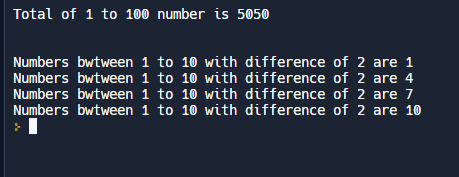 Total of 1 to 100 number is 5050
Numbers bwtween 1 to 10 with difference of 2 are 1
Numbers bwtween 1 to 10 with difference of 2 are 4
Numbers bwtween 1 to 10 with difference of 2 are 7
Numbers bwtween 1 to 10 with difference of 2 are 10